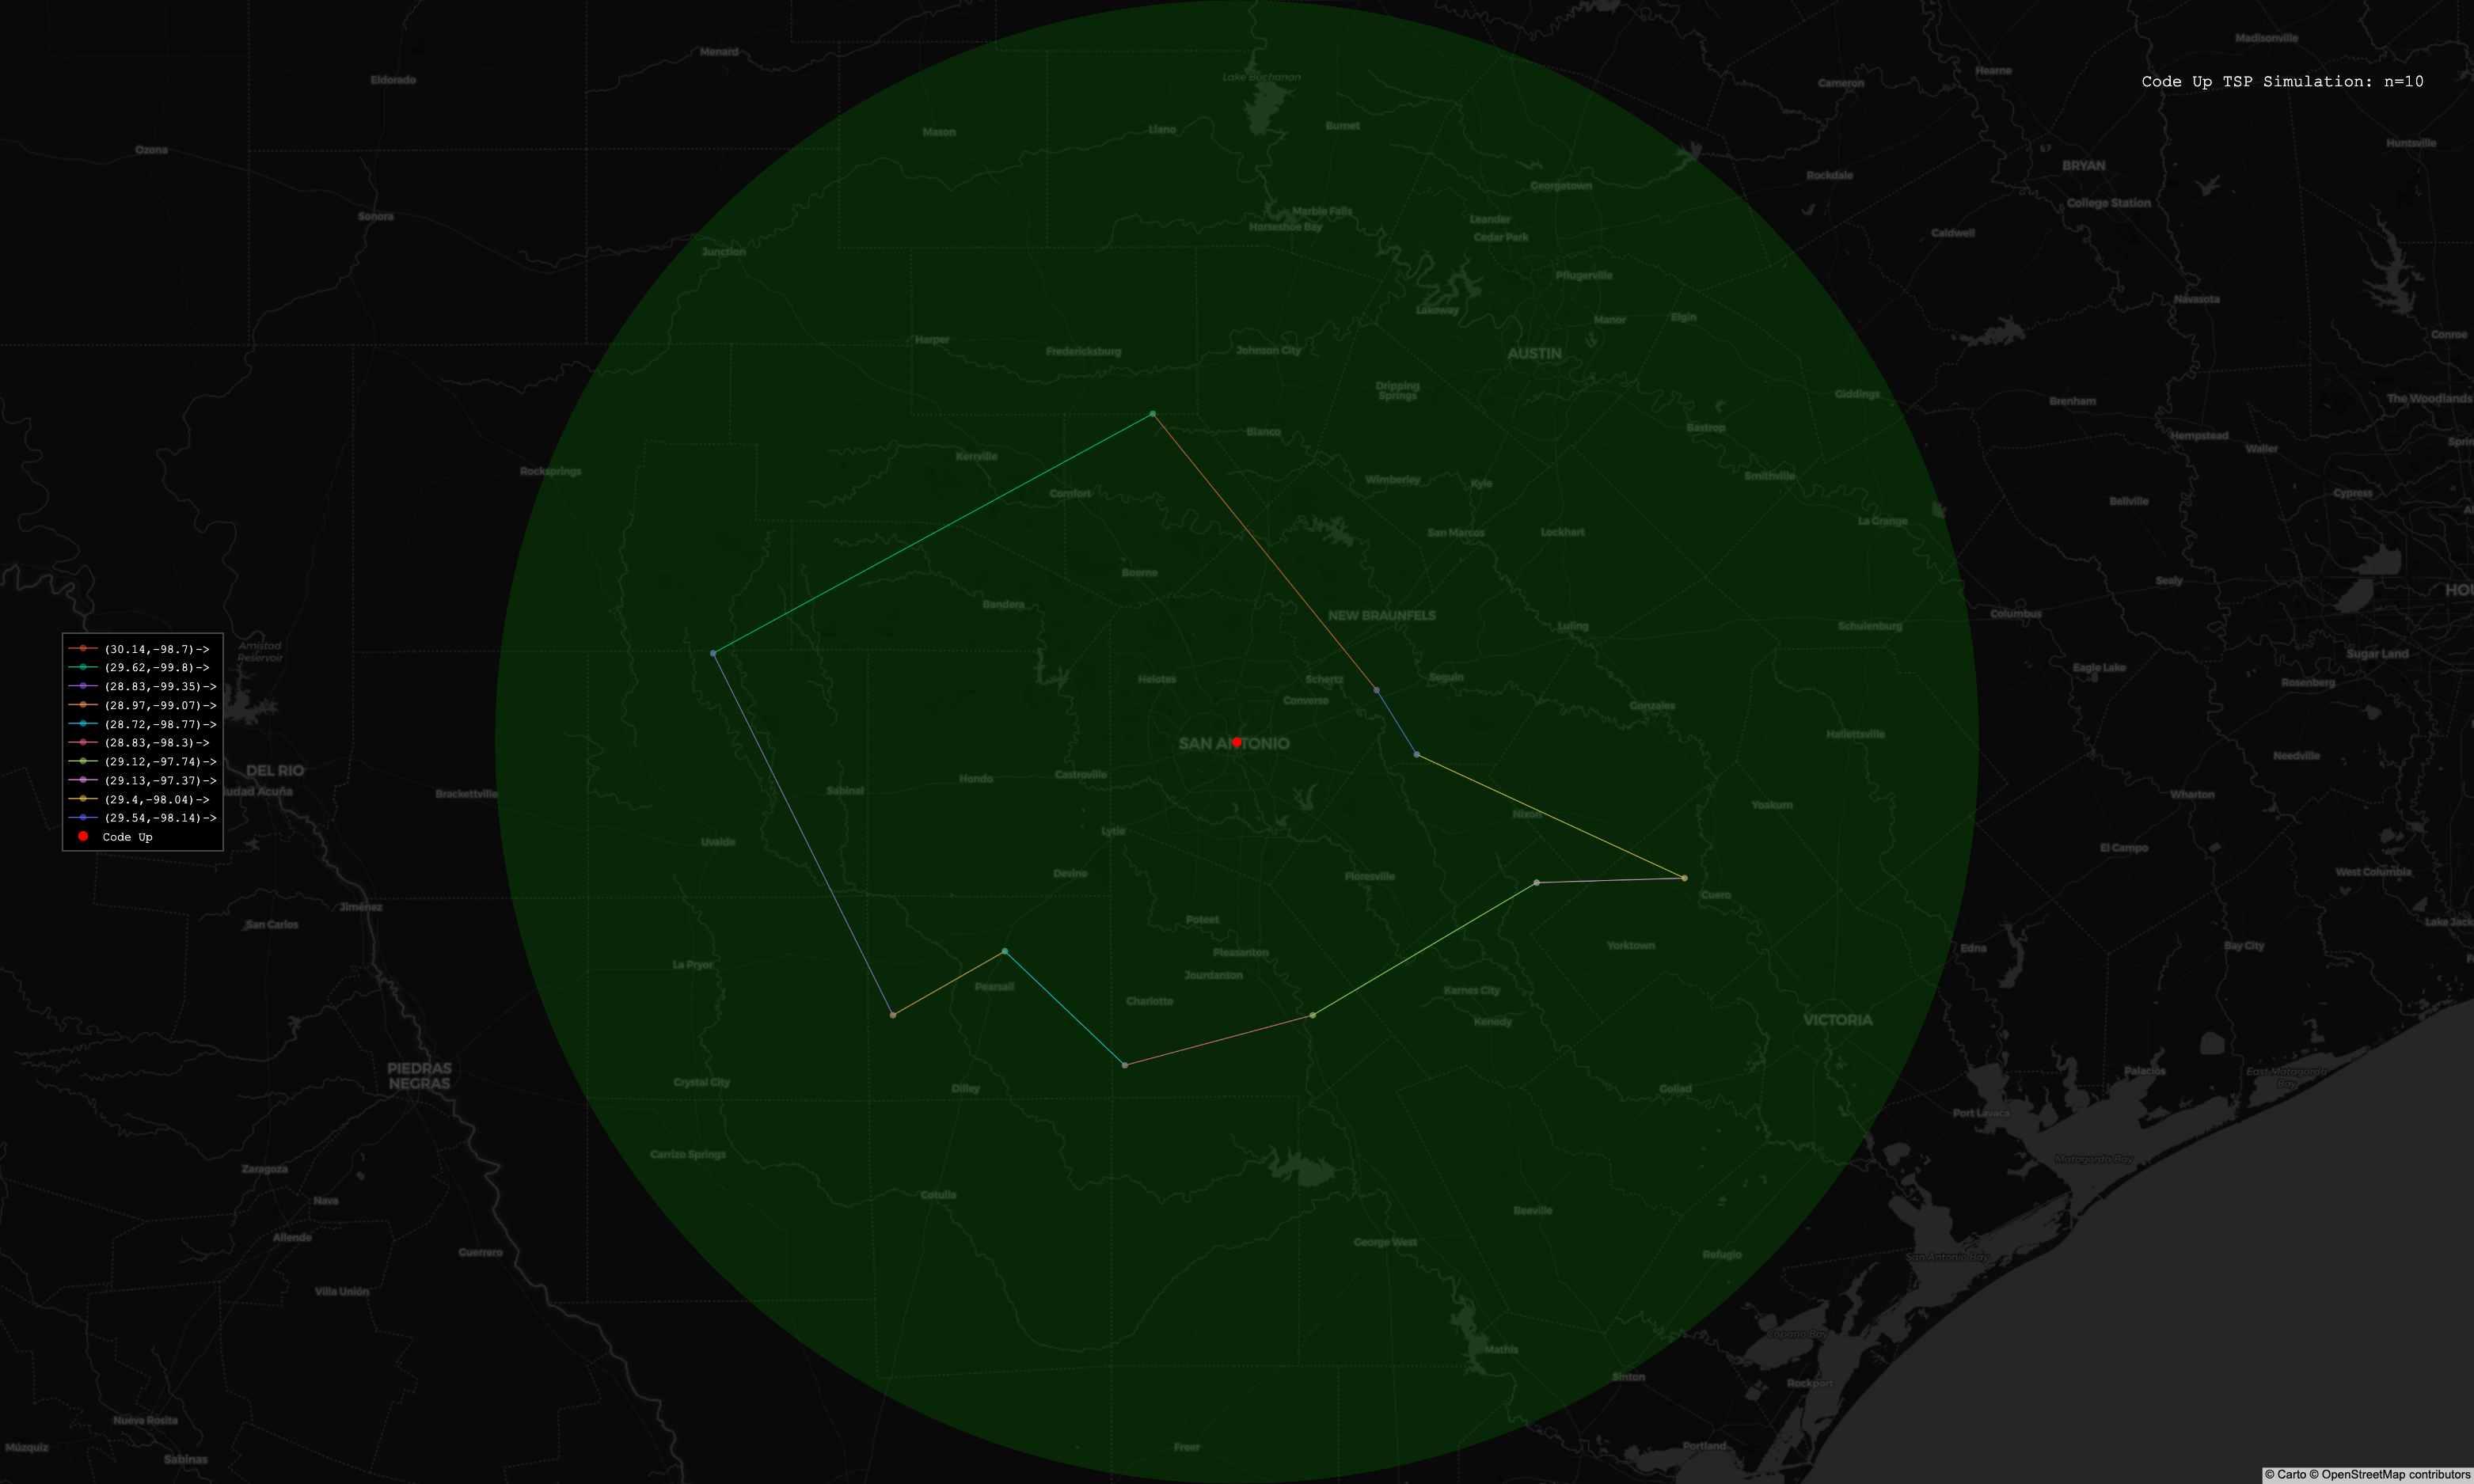 Menard
Madisonville
Eldorado
Lake Buchanan
Hearne
Cameron
Code Up TSP Simulation: n=10
Mason
Llano
Burnet
Huntsville
Ozona
BRYAN
Rockdale
Georgetown
College Station
Sonora
Marble Falls
Leander
Horseshoe Bay
Cedar Park
Caldwell
Junction
Pflugerville
Navasota
Lakeway
Manor
Elgin
Conroe
Harper
Fredericksburg
Johnson City
AUSTIN
Dripping
Springs
Giddings
Brenham
The Woodlands
Bastrop
Blanco
Hempstead
Sprin
Waller
Kerrville
Rocksprings
Wimberley
Kyle
Smithville
Comfort
Cypress
Bellville
La Grange
San Marcos
Lockhart
Boerne
Sealy
HOU
Bandera
NEW BRAUNFELS
Columbus
Luling
Schulenburg
Amistad
Reservoir
Sugar Land
Eagle Lake
Helotes
Schertz
Seguin
Rosenberg
Converse
Gonzales
(30.14,-98.7)->
(29.62,-99.8)->
(28.83,-99.35)->
(28.97,-99.07)->
(28.72,-98.77)->
(28.83,-98.3)->
(29.12,-97.74)->
(29.13,-97.37)->
(29.4,-98.04)->
(29.54,-98.14)->
Code Up
SAN ANTONIO
Hallettsville
Needville
DEL RIO
Castroville
Hondo
udad Acuña
Sabinal
Brackettville
Wharton
Yoakum
Nixon
Lytle
Uvalde
El Campo
Devine
Floresville
West Columbia
Cuero
Jiménez
Poteet
San Carlos
Lake Jack
Yorktown
Bay City
Edna
Pleasanton
La Pryor
Jourdanton
Pearsall
Karnes City
Charlotte
VICTORIA
Kenedy
PIEDRAS
NEGRAS
Palacios
East Matagorda
Bay
Crystal City
Dilley
Goliad
Port Lavaca
Carrizo Springs
Matagorda Bay
Zaragoza
Cotulla
Nava
Beeville
Allende
George West
Guerrero
Refugio
San Antonio Bay
Villa Unión
Copano Bay
Mathis
Sinton
Rockport
Nueva Rosita
Múzquiz
Freer
Portland
Sabinas
© Carto © OpenStreetMap contributors